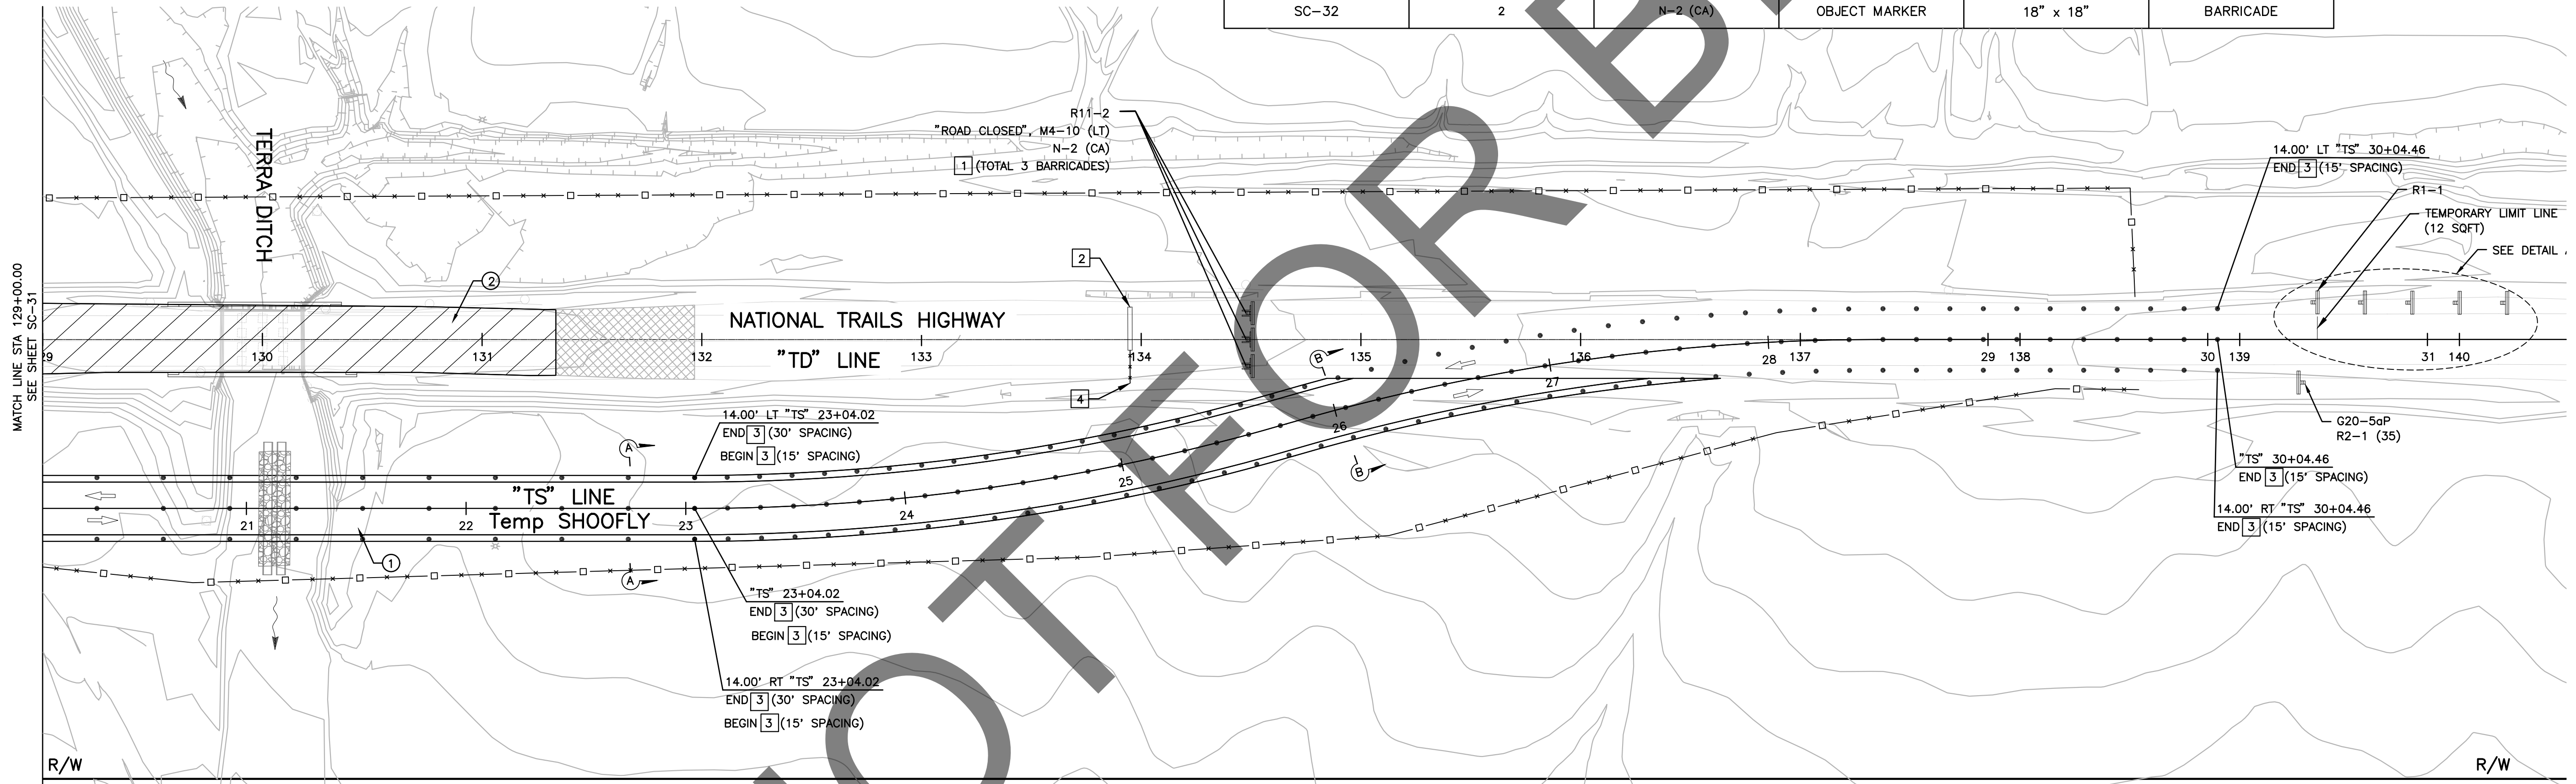 SC-32 2 N-2 (CA) OBJECT MARKER 18" x 18" BARRICADE
R11-2
"ROAD CLOSED", M4-10 (LT)
N-2 (CA)
1 (TOTAL 3 BARRICADES)
14.00' LT "TS" 30+04.46
END 3 (15' SPACING)
R1-1
TEMPORARY LIMIT LINE
(12 SQFT)
SEE DETAIL
TERRA DITCH
MATCH LINE STA 129+00.00
SEE SHEET SC-31
2
2
NATIONAL TRAILS HIGHWAY
"TD" LINE
29 130 131 132 133 134 135 136 137 138 139 140
B
4
27 28 29 30 31
14.00' LT "TS" 23+04.02
END 3 (30' SPACING)
BEGIN 3 (15' SPACING)
A
26
B
25
24
G20-5aP
R2-1 (35)
"TS" 30+04.46
END 3 (15' SPACING)
"TS" LINE
Temp SHOOFLY
21 22 23
14.00' RT "TS" 30+04.46
END 3 (15' SPACING)
1
A
"TS" 23+04.02
END 3 (30' SPACING)
BEGIN 3 (15' SPACING)
14.00' RT "TS" 23+04.02
END 3 (30' SPACING)
BEGIN 3 (15' SPACING)
R/W R/W
OT FOR B